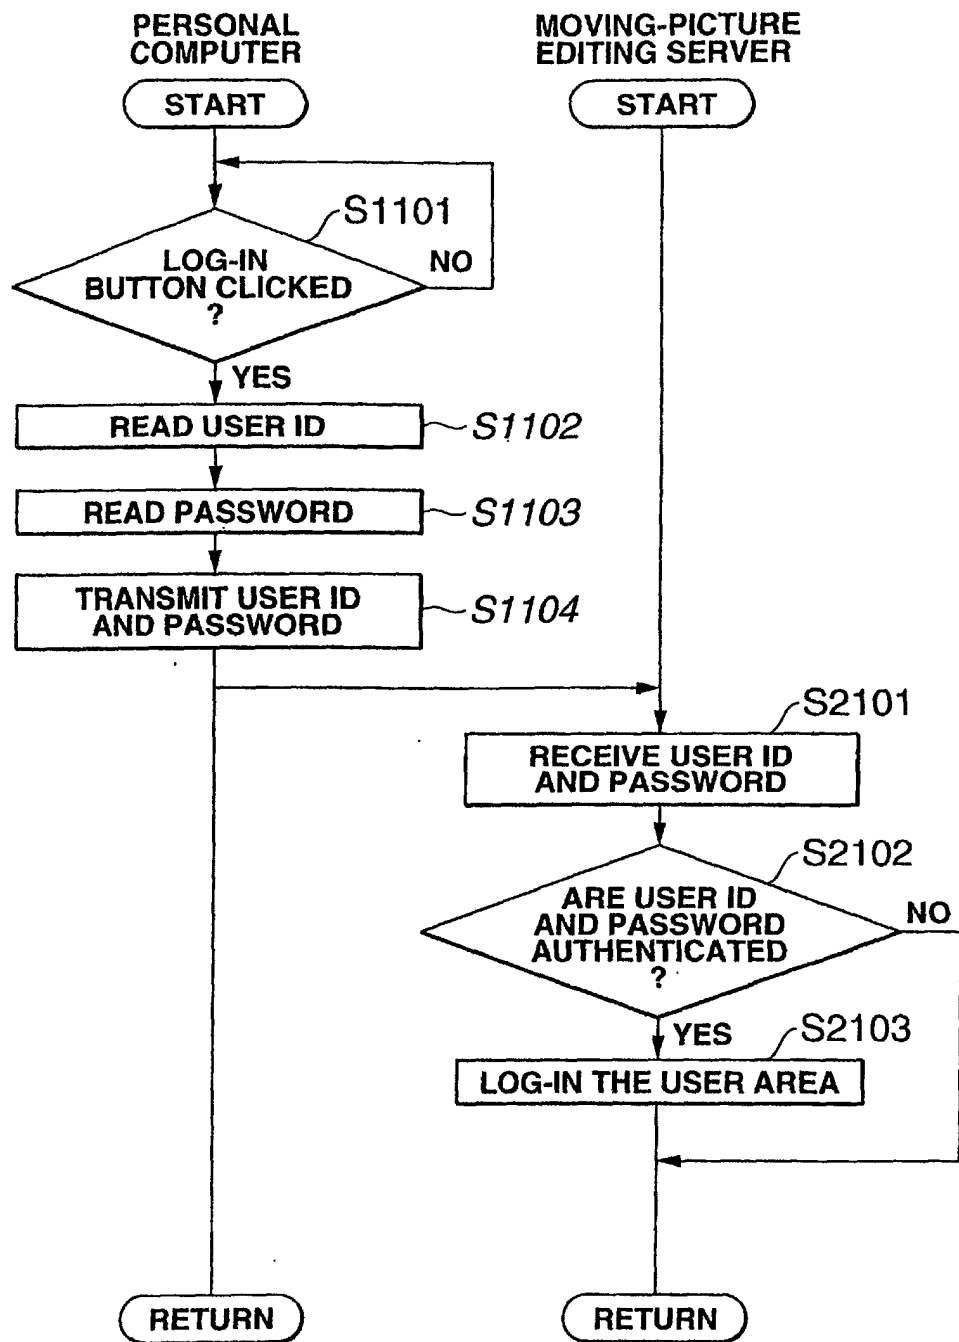 PERSONAL
COMPUTER
START
S1101
LOG-IN
BUTTON CLICKED
?
NO
YES
READ USER ID
S1102
READ PASSWORD
S1103
TRANSMIT USER ID
AND PASSWORD
S1104
RETURN
MOVING-PICTURE
EDITING SERVER
START
S2101
RECEIVE USER ID
AND PASSWORD
S2102
ARE USER ID
AND PASSWORD
AUTHENTICATED
?
NO
YES
S2103
LOG-IN THE USER AREA
RETURN